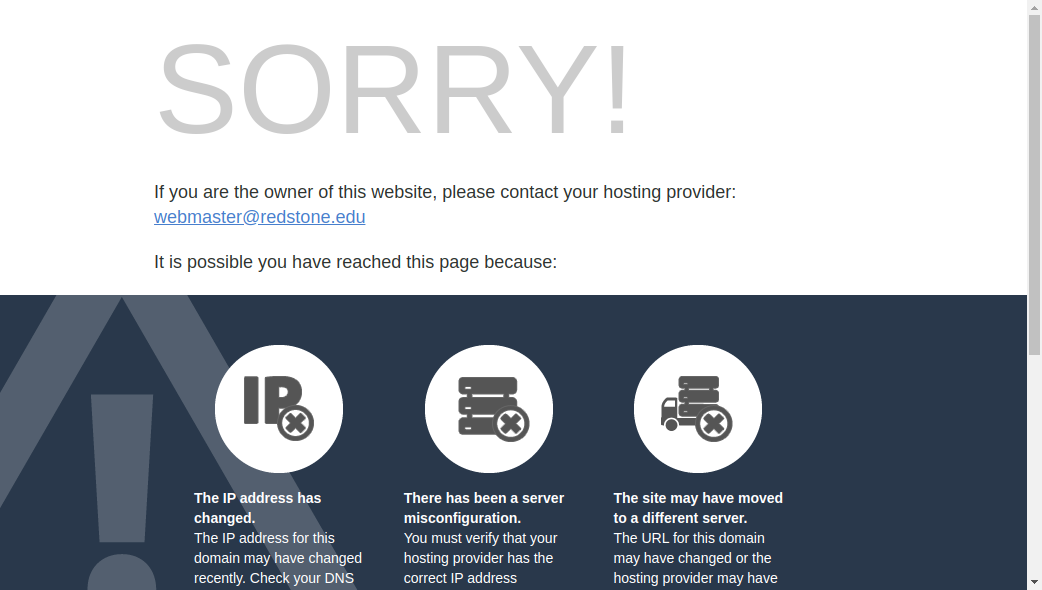 SORRY!
If you are the owner of this website, please contact your hosting provider:
webmaster@redstone.edu
It is possible you have reached this page because:
IP
The IP address has
changed.
The IP address for this
domain may have changed
recently. Check your DNS
There has been a server
misconfiguration.
You must verify that your
hosting provider has the
correct IP address
The site may have moved
to a different server.
The URL for this domain
may have changed or the
hosting provider may have